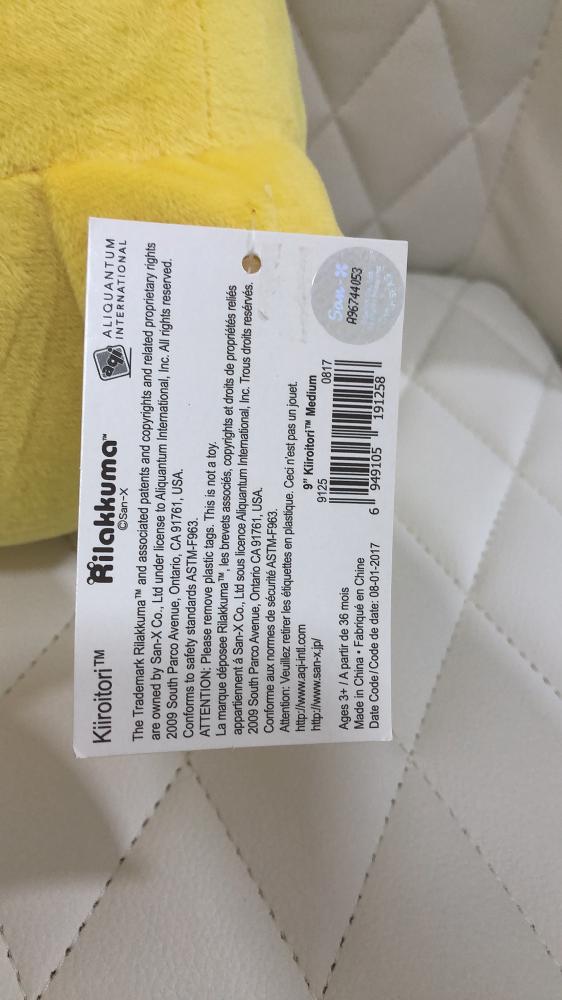 Kiiroitori™
Rilakkuma™
©San-X
aqi
ALIQUANTUM
INTERNATIONAL
The Trademark Rilakkuma™ and associated patents and copyrights and related proprietary rights
are owned by San-X Co., Ltd under license to Aliquantum International, Inc. All rights reserved.
2009 South Parco Avenue, Ontario, CA 91761, USA.
Conforms to safety standards ASTM-F963.
ATTENTION: Please remove plastic tags. This is not a toy.
La marque déposee Rilakkuma™, les brevets associés, copyrights et droits de propriétés reliés
appartiennent á San-X Co., Ltd sous licence Aliquantum International, Inc. Trous droits resérvés.
2009 South Parco Avenue, Ontario CA 91761, USA.
Conforme aux normes de sécurité ASTM-F963.
Attention: Veuillez retirer les étiquettes en plastique. Ceci n'est pas un jouet.
http://www.aqi-intl.com
http://www.san-x.jp/
Ages 3+ / A partir de 36 mois
Made in China • Fabriqué en Chine
Date Code/Code de date: 08-01-2017
9" Kiiroitori™ Medium
9125 0817
6 949105 191258
San-X
A96744053